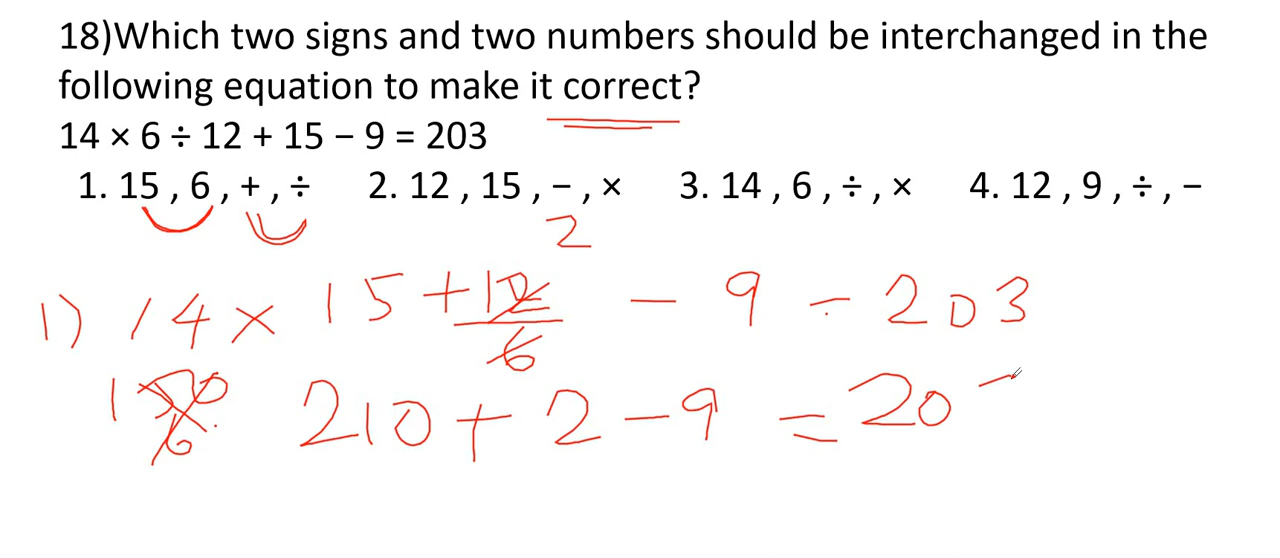 18)Which two signs and two numbers should be interchanged in the
following equation to make it correct?
14 × 6 ÷ 12 + 15 − 9 = 203
1. 15 , 6 , + , ÷ 2. 12 , 15 , − , × 3. 14 , 6 , ÷ , × 4. 12 , 9 , ÷ , −
2
1) 14 × 15 + 12 − 9 = 203
6
210 + 2 − 9 = 20